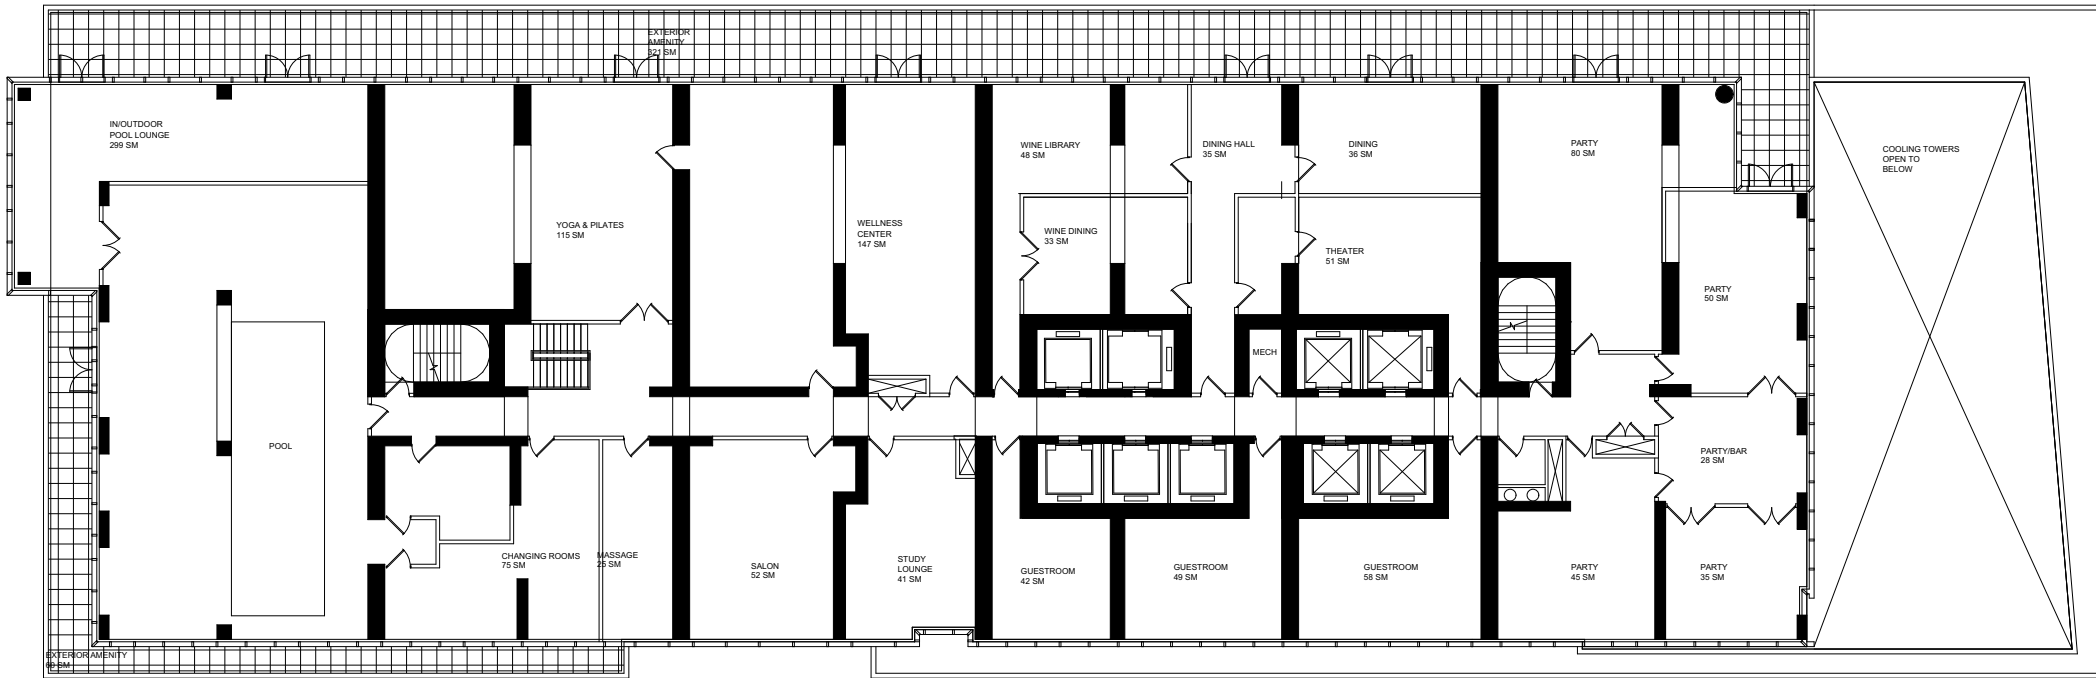 EXTERIOR
AMENITY
321 SM
IN/OUTDOOR
POOL LOUNGE
299 SM
YOGA & PILATES
115 SM
WELLNESS
CENTER
147 SM
WINE LIBRARY
48 SM
WINE DINING
33 SM
DINING HALL
35 SM
DINING
36 SM
THEATER
51 SM
PARTY
80 SM
PARTY
50 SM
COOLING TOWERS
OPEN TO
BELOW
MECH
POOL
CHANGING ROOMS
75 SM
MASSAGE
25 SM
SALON
52 SM
STUDY
LOUNGE
41 SM
GUESTROOM
42 SM
GUESTROOM
49 SM
GUESTROOM
58 SM
PARTY
45 SM
PARTY/BAR
28 SM
PARTY
35 SM
EXTERIOR AMENITY